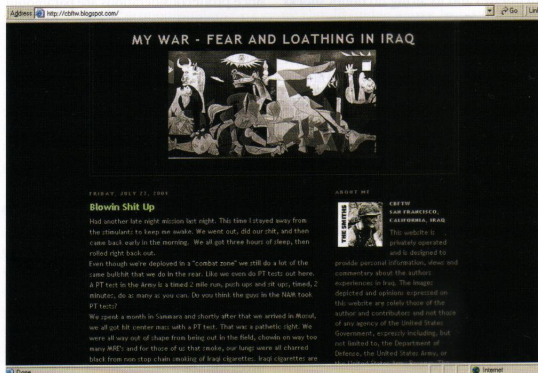 Address http://cbftw.blogspot.com/ Go Link
MY WAR - FEAR AND LOATHING IN IRAQ
FRIDAY, JULY 23, 2004
Blowin Shit Up
Had another late night mission last night. This time I stayed away from
the stimulants to keep me awake. We went out, did our shit, and then
came back early in the morning. We all got three hours of sleep, then
rolled right back out.
Even though we're deployed in a "combat zone" we still do a lot of the
same bullshit that we do in the rear. Like we even do PT tests out here.
A PT test in the Army is a timed 2 mile run, push ups and sit ups, timed, 2
minutes, do as many as you can. Do you think the guys in the NAM took
PT tests?
We spent a month in Sammara and shortly after that we arrived in Mosul,
we all got hit center mass with a PT test. That was a pathetic sight. We
were all way out of shape from being out in the field, chowin on way too
many MRE's and for those of us that smoke, our lungs were all charred
black from non stop chain smoking of Iraqi cigarettes. Iraqi cigarettes are
ABOUT ME
THE SMITHS
CBFTW
SAN FRANCISCO,
CALIFORNIA, IRAQ
This website is
privately operated
and is designed to
provide personal information, views and
commentary about the authors
experiences in Iraq. The images
depicted and opinions expressed on
this website are solely those of the
author and contributors and not those
of any agency of the United States
Government, expressly including, but
not limited to, the Department of
Defense, the United States Army, or
Done
Internet